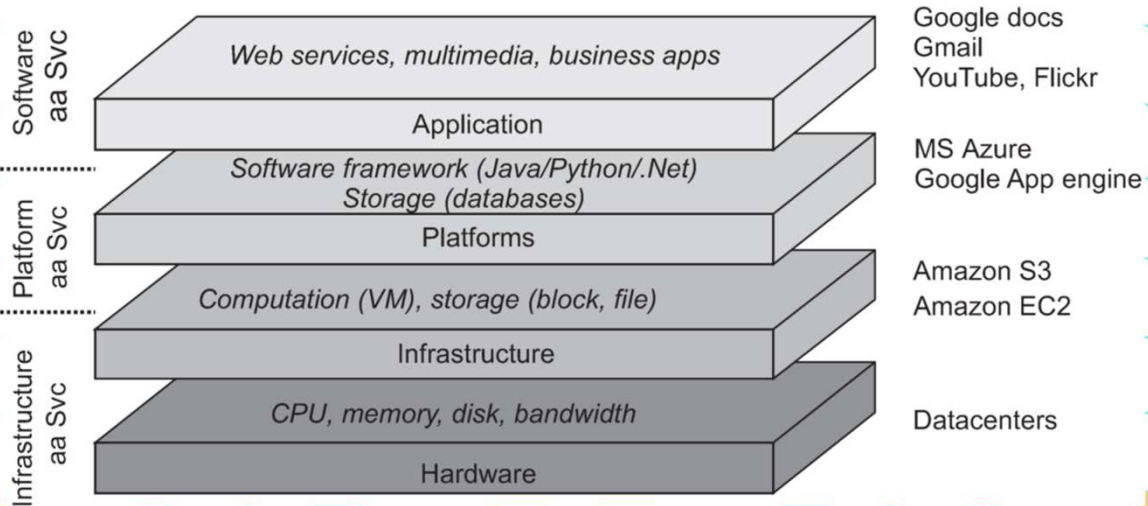 Software
aa Svc
Web services, multimedia, business apps
Application
Google docs
Gmail
YouTube, Flickr
Platform
aa Svc
Software framework (Java/Python/.Net)
Storage (databases)
Platforms
MS Azure
Google App engine
Infrastructure
aa Svc
Computation (VM), storage (block, file)
Infrastructure
Amazon S3
Amazon EC2
CPU, memory, disk, bandwidth
Hardware
Datacenters